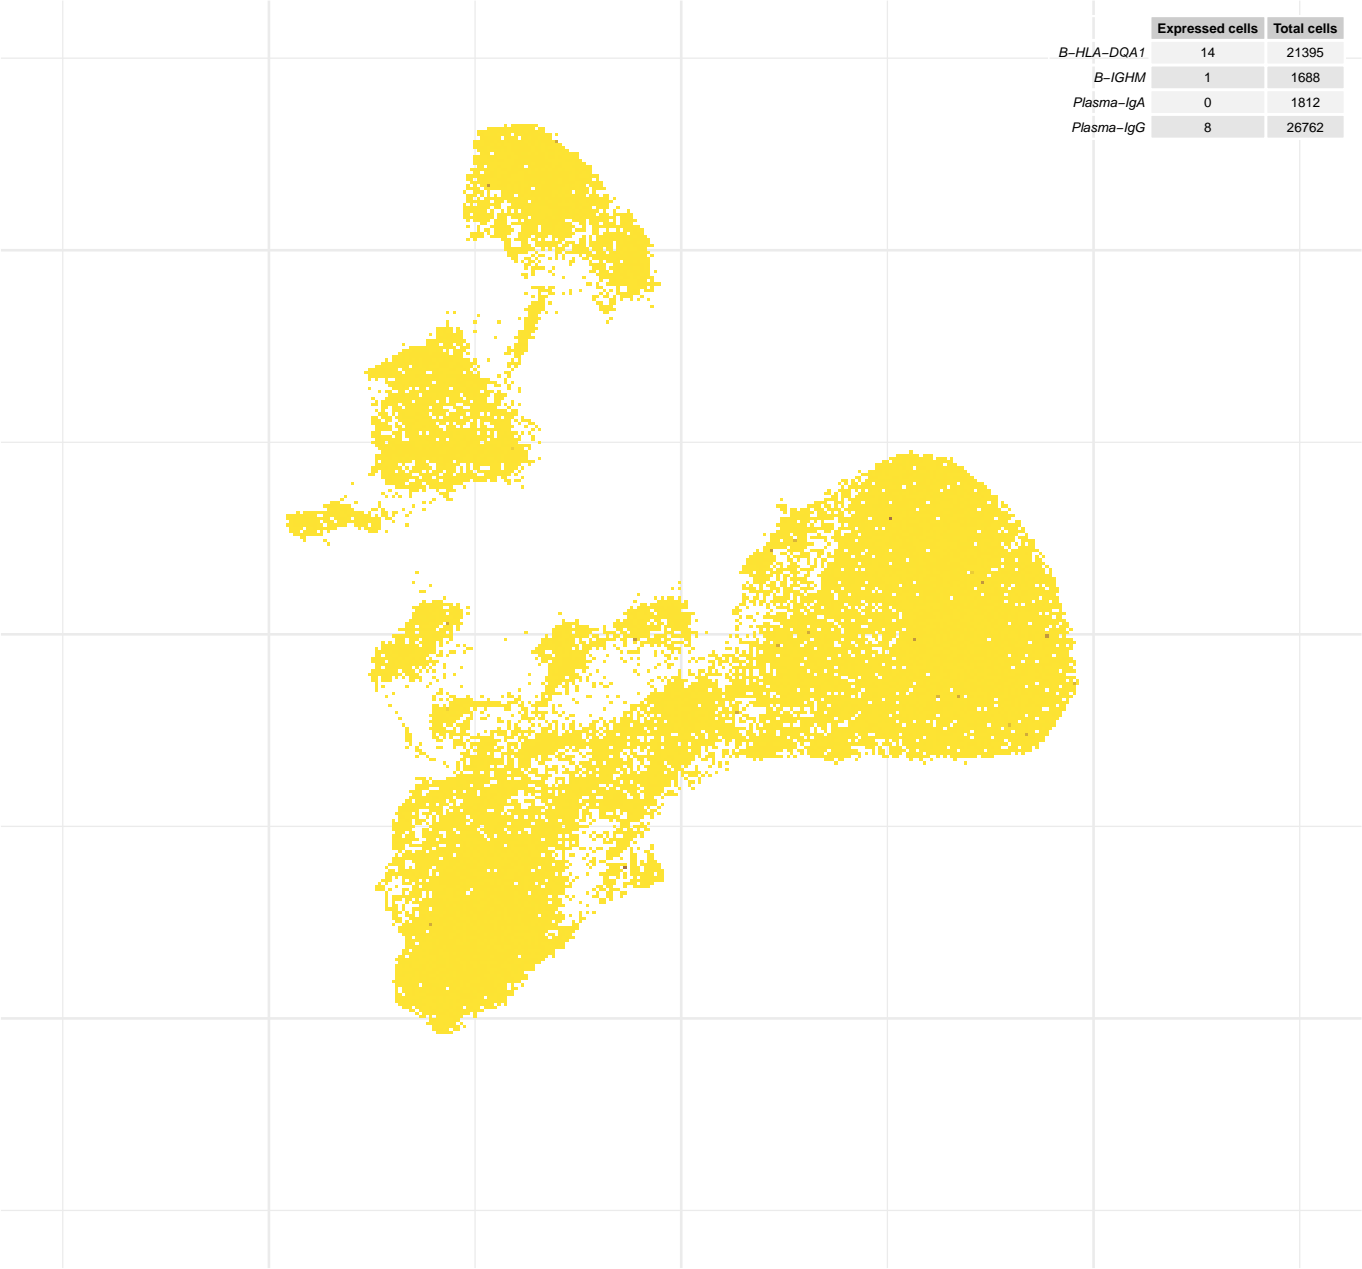 Expressed cells Total cells
B−HLA−DQA1 14 21395
B−IGHM 1 1688
Plasma−IgA 0 1812
Plasma−IgG 8 26762